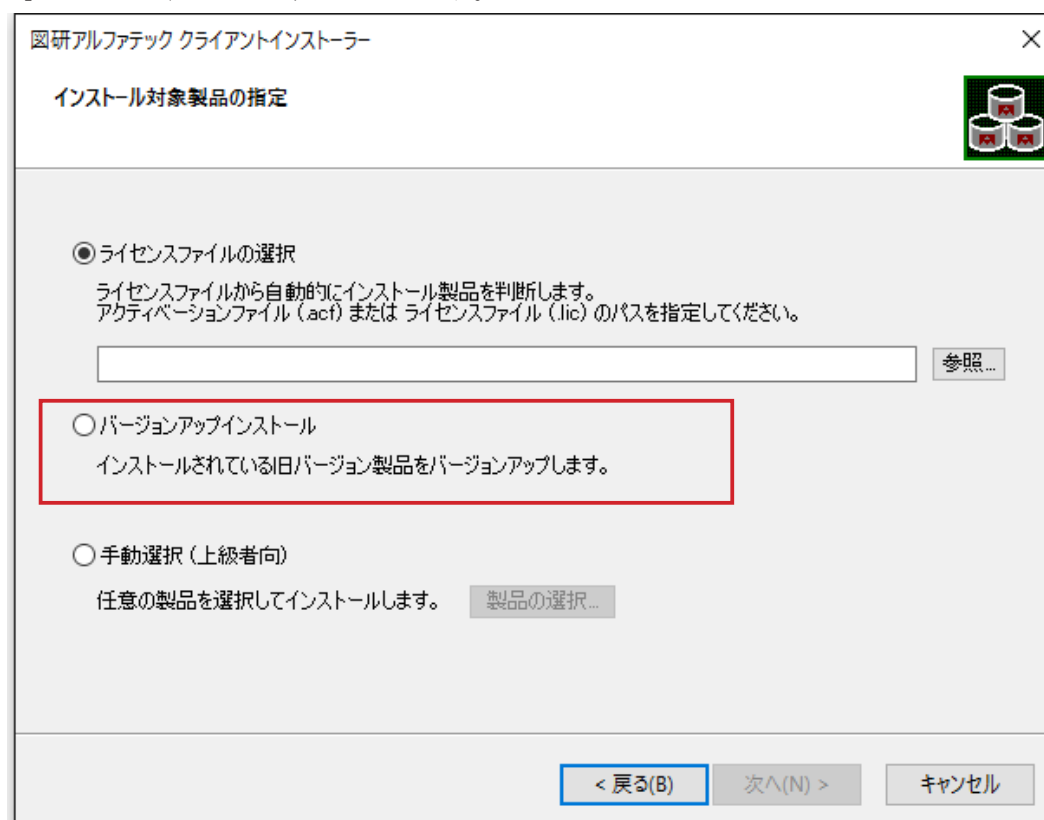 図研アルファテック クライアントインストーラー
インストール対象製品の指定
ライセンスファイルの選択
ライセンスファイルから自動的にインストール製品を判断します。
アクティベーションファイル (.acf) または ライセンスファイル (.lic) のパスを指定してください。
参照...
バージョンアップインストール
インストールされている旧バージョン製品をバージョンアップします。
手動選択 (上級者向)
任意の製品を選択してインストールします。 製品の選択...
< 戻る(B) 次へ(N) > キャンセル